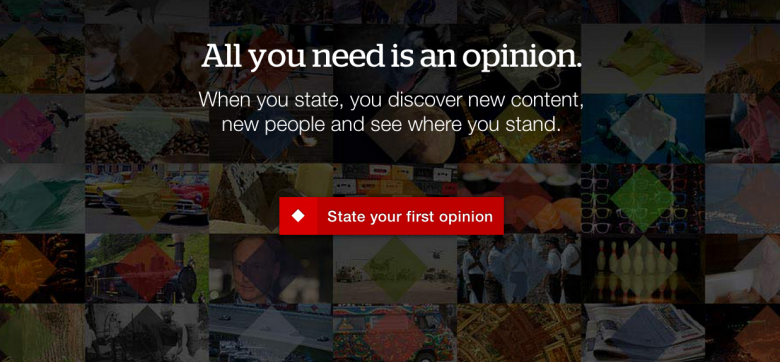 All you need is an opinion.
When you state, you discover new content,
new people and see where you stand.
State your first opinion